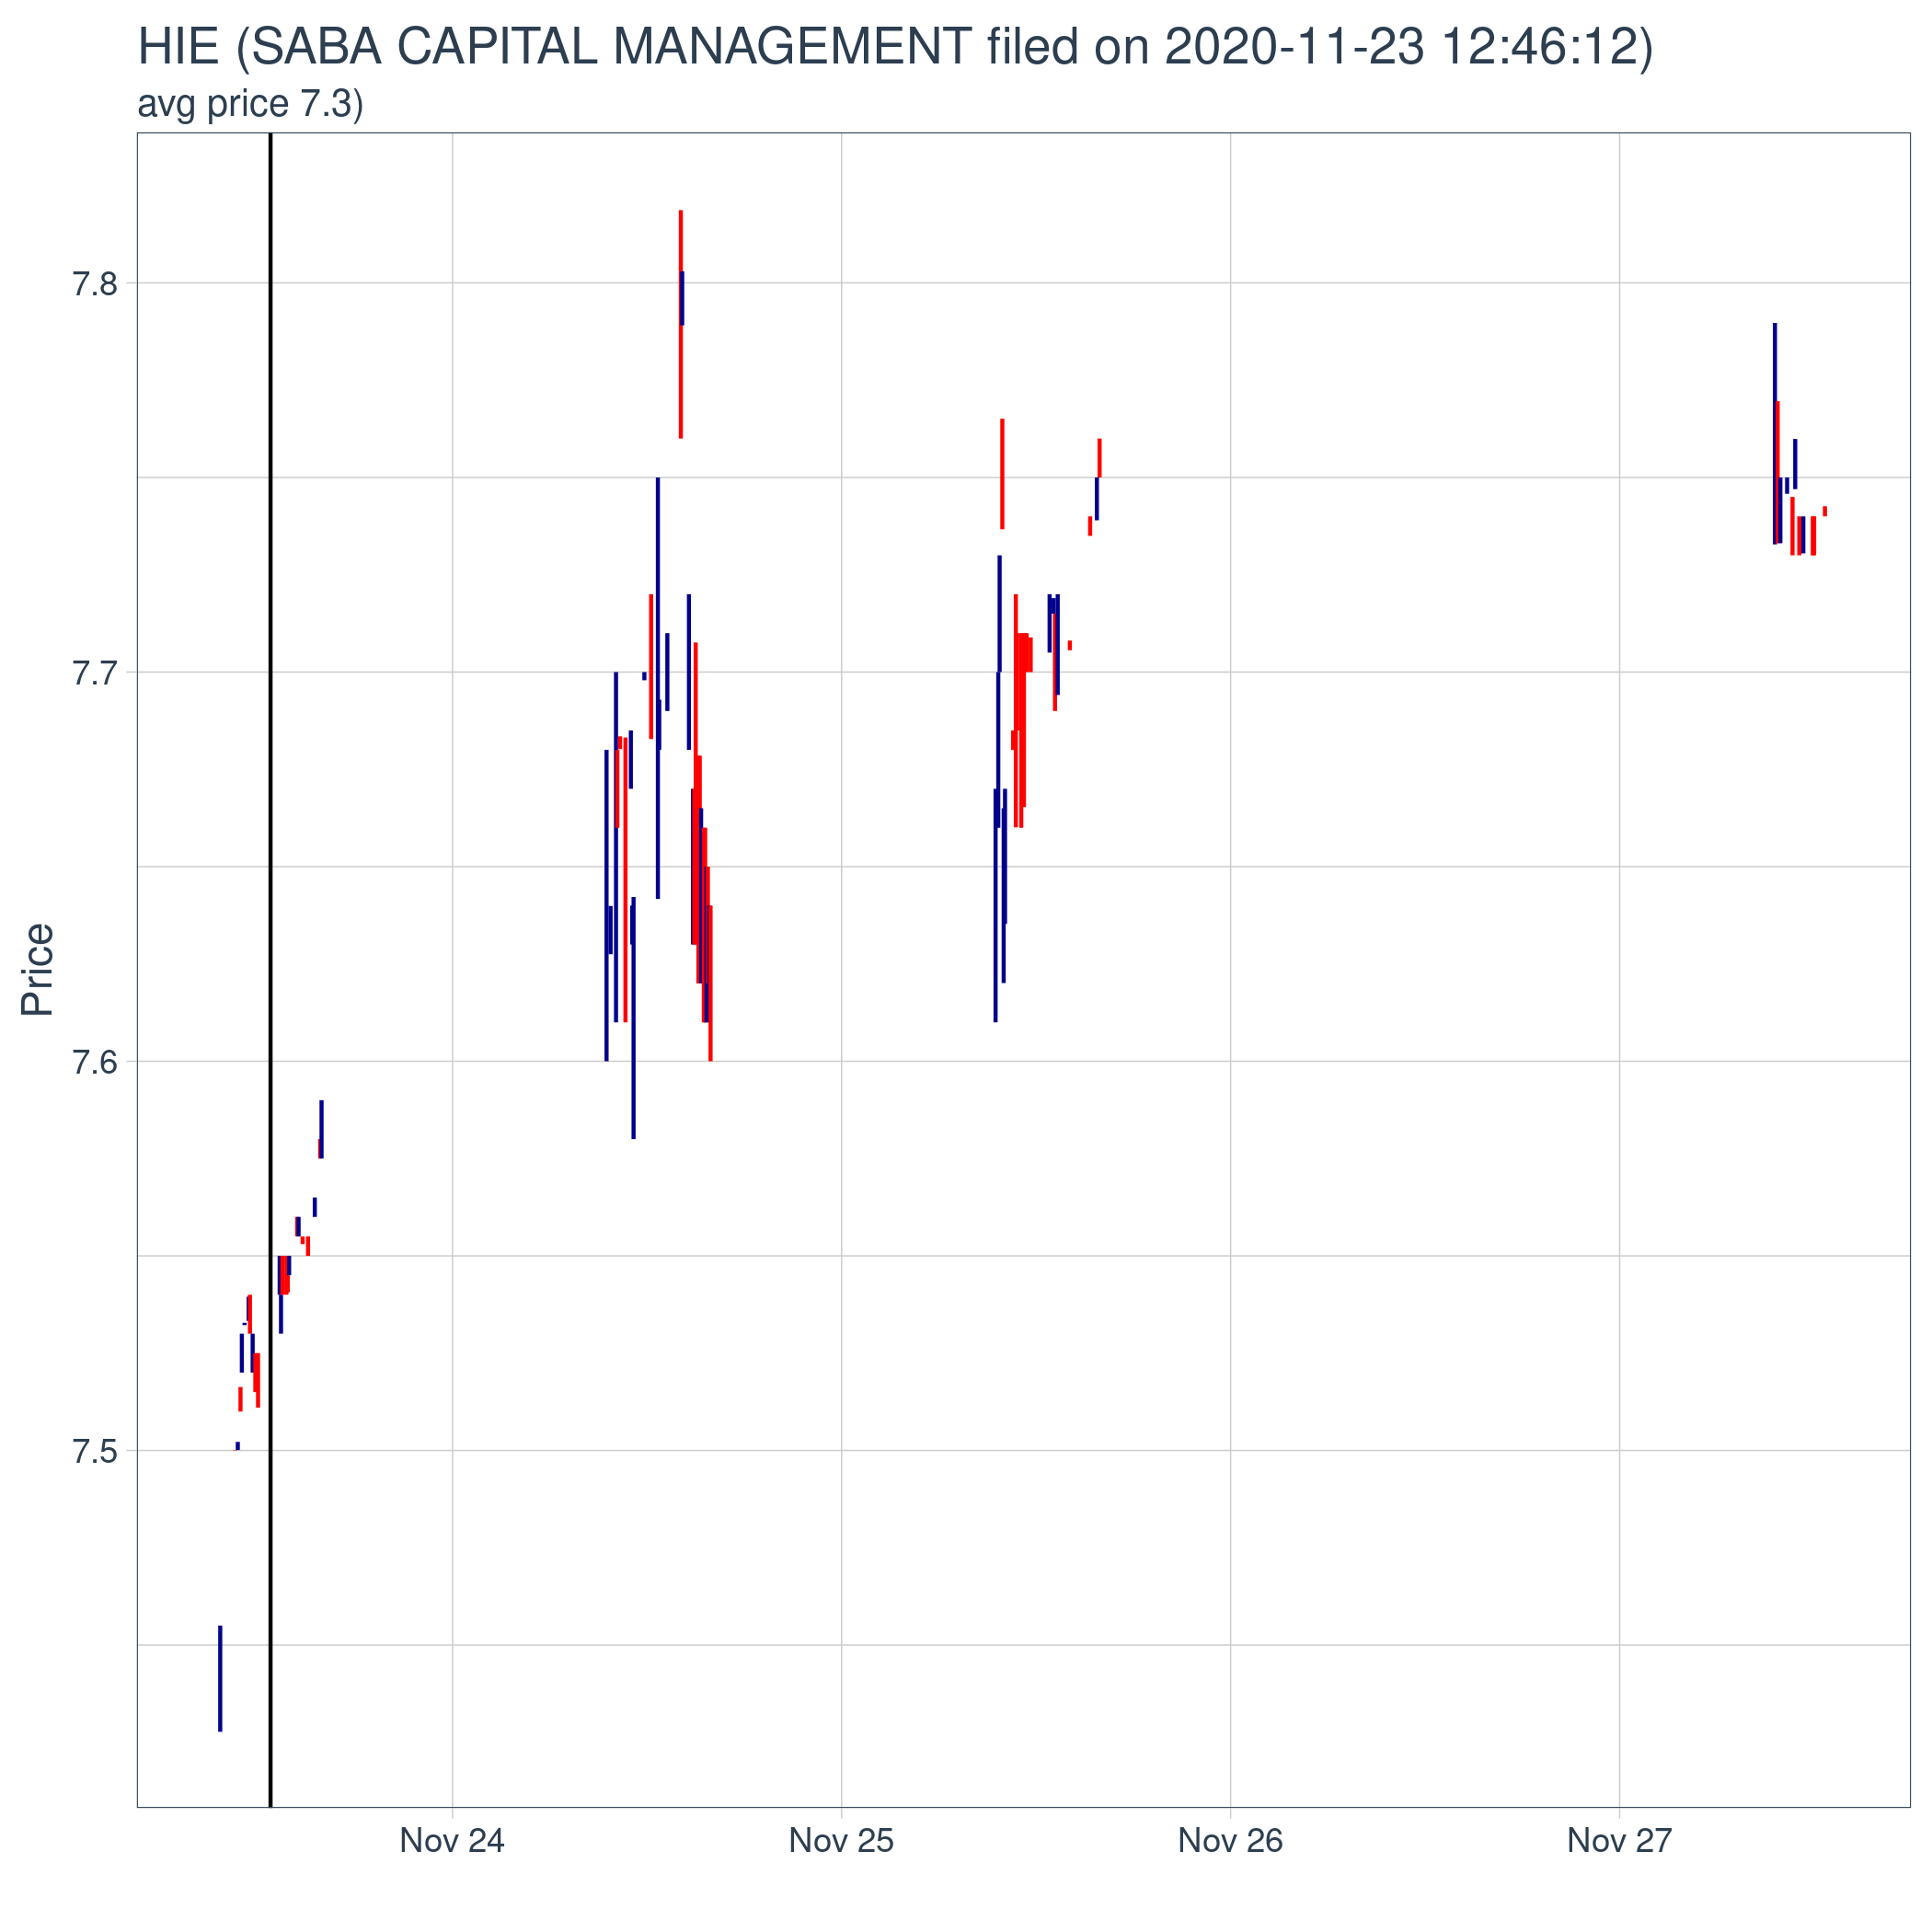 HIE (SABA CAPITAL MANAGEMENT filed on 2020-11-23 12:46:12)
avg price 7.3)
7.8
7.7
7.6
7.5
Price
Nov 24 Nov 25 Nov 26 Nov 27